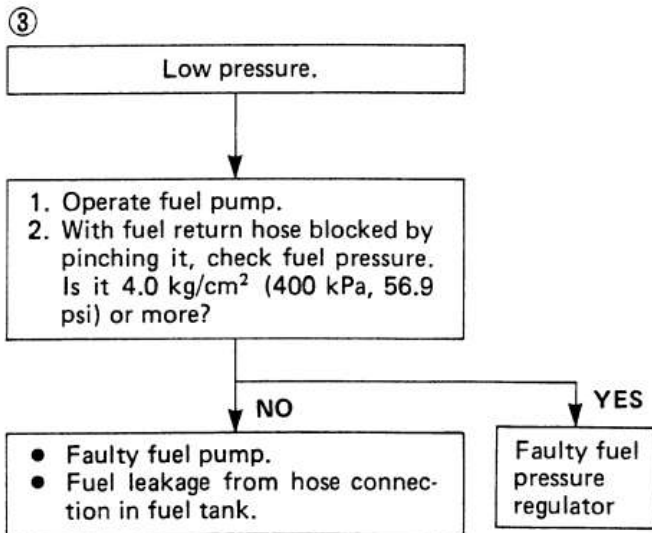 ③
Low pressure.
1. Operate fuel pump.
2. With fuel return hose blocked by
pinching it, check fuel pressure.
Is it 4.0 kg/cm² (400 kPa, 56.9
psi) or more?
NO
YES
● Faulty fuel pump.
● Fuel leakage from hose connec-
tion in fuel tank.
Faulty fuel
pressure
regulator